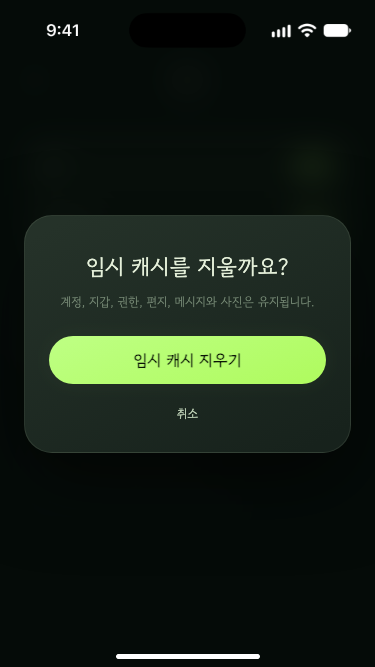 9:41
임시 캐시를 지울까요?
계정, 지갑, 권한, 편지, 메시지와 사진은 유지됩니다.
임시 캐시 지우기
취소